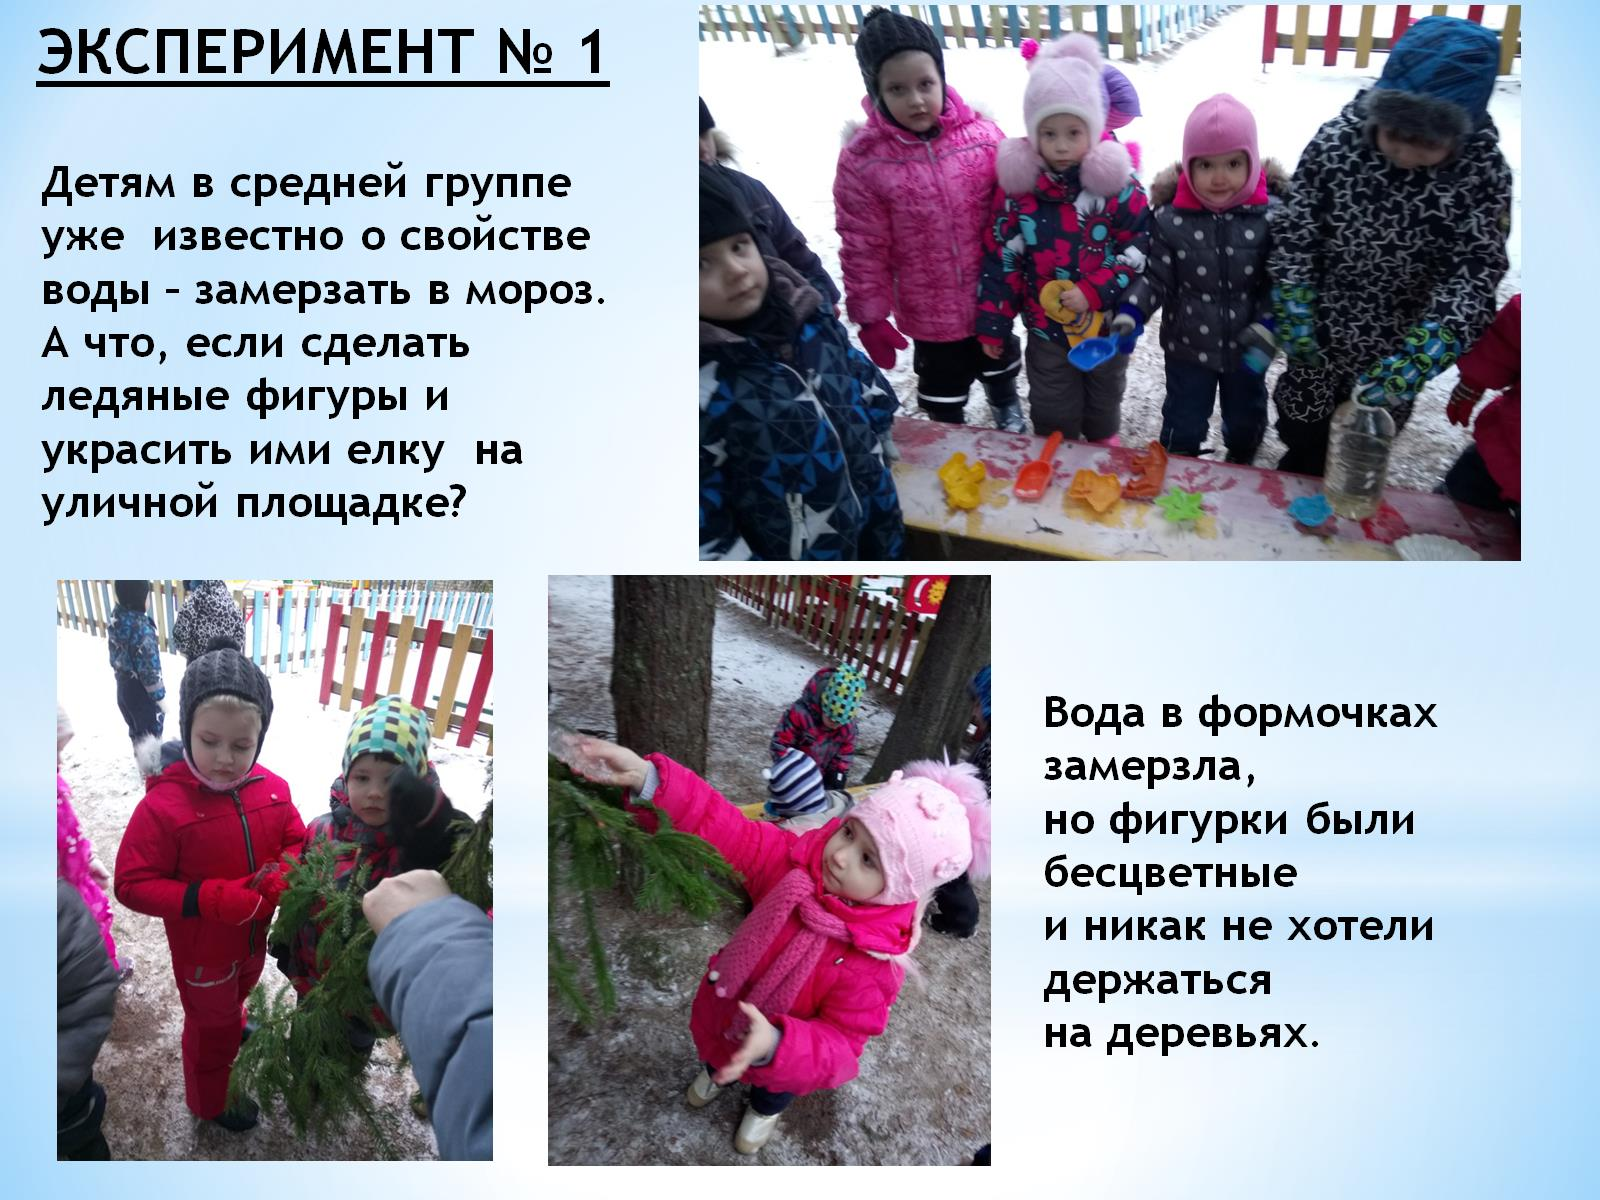 ЭКСПЕРИМЕНТ № 1
Детям в средней группе
уже известно о свойстве
воды – замерзать в мороз.
А что, если сделать
ледяные фигуры и
украсить ими елку на
уличной площадке?
Вода в формочках
замерзла,
но фигурки были
бесцветные
и никак не хотели
держаться
на деревьях.